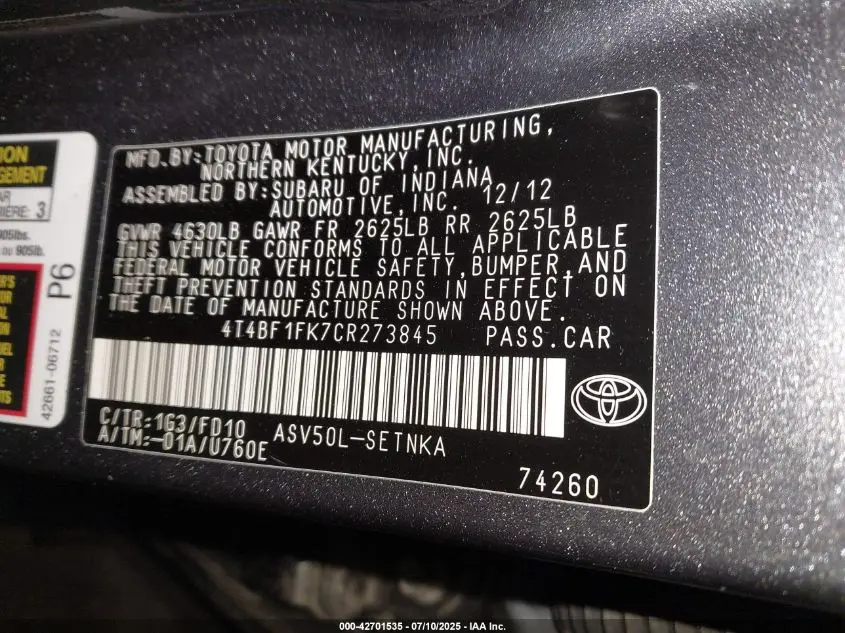 MFD.BY:TOYOTA MOTOR MANUFACTURING,
NORTHERN KENTUCKY,INC.
ASSEMBLED BY:SUBARU OF INDIANA
AUTOMOTIVE,INC. 12/12
GVWR 4630LB GAWR FR 2625LB RR 2625LB
THIS VEHICLE CONFORMS TO ALL APPLICABLE
FEDERAL MOTOR VEHICLE SAFETY,BUMPER,AND
THEFT PREVENTION STANDARDS IN EFFECT ON
THE DATE OF MANUFACTURE SHOWN ABOVE.
4T4BF1FK7CR273845 PASS.CAR
C/TR:1G3/FD10
A/TM:-01A/U760E
ASV50L-SETNKA
74260
3
905lbs.
905lb.
P6
42661-06712
000-42701535 - 07/10/2025 - IAA Inc.